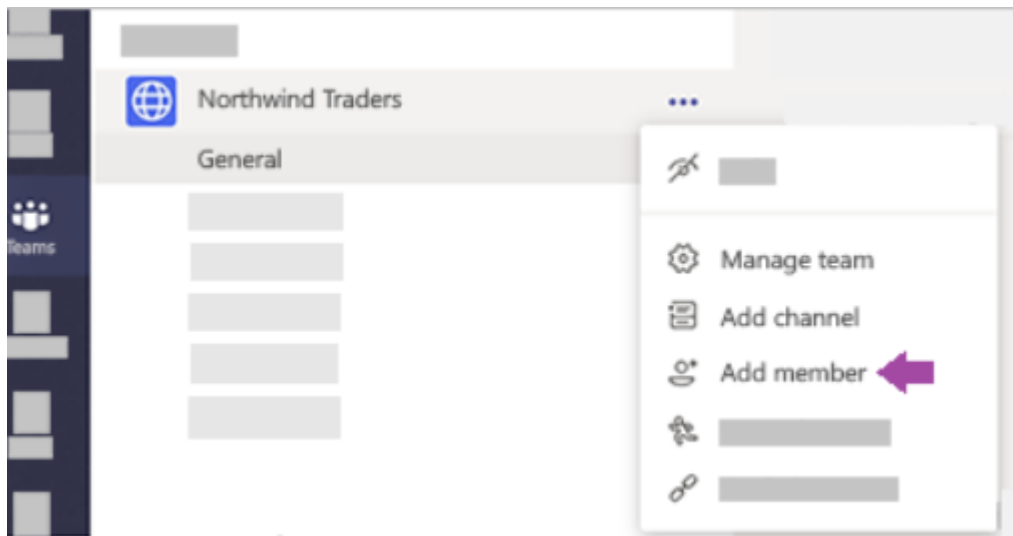 Northwind Traders
General
Teams
Manage team
Add channel
Add member